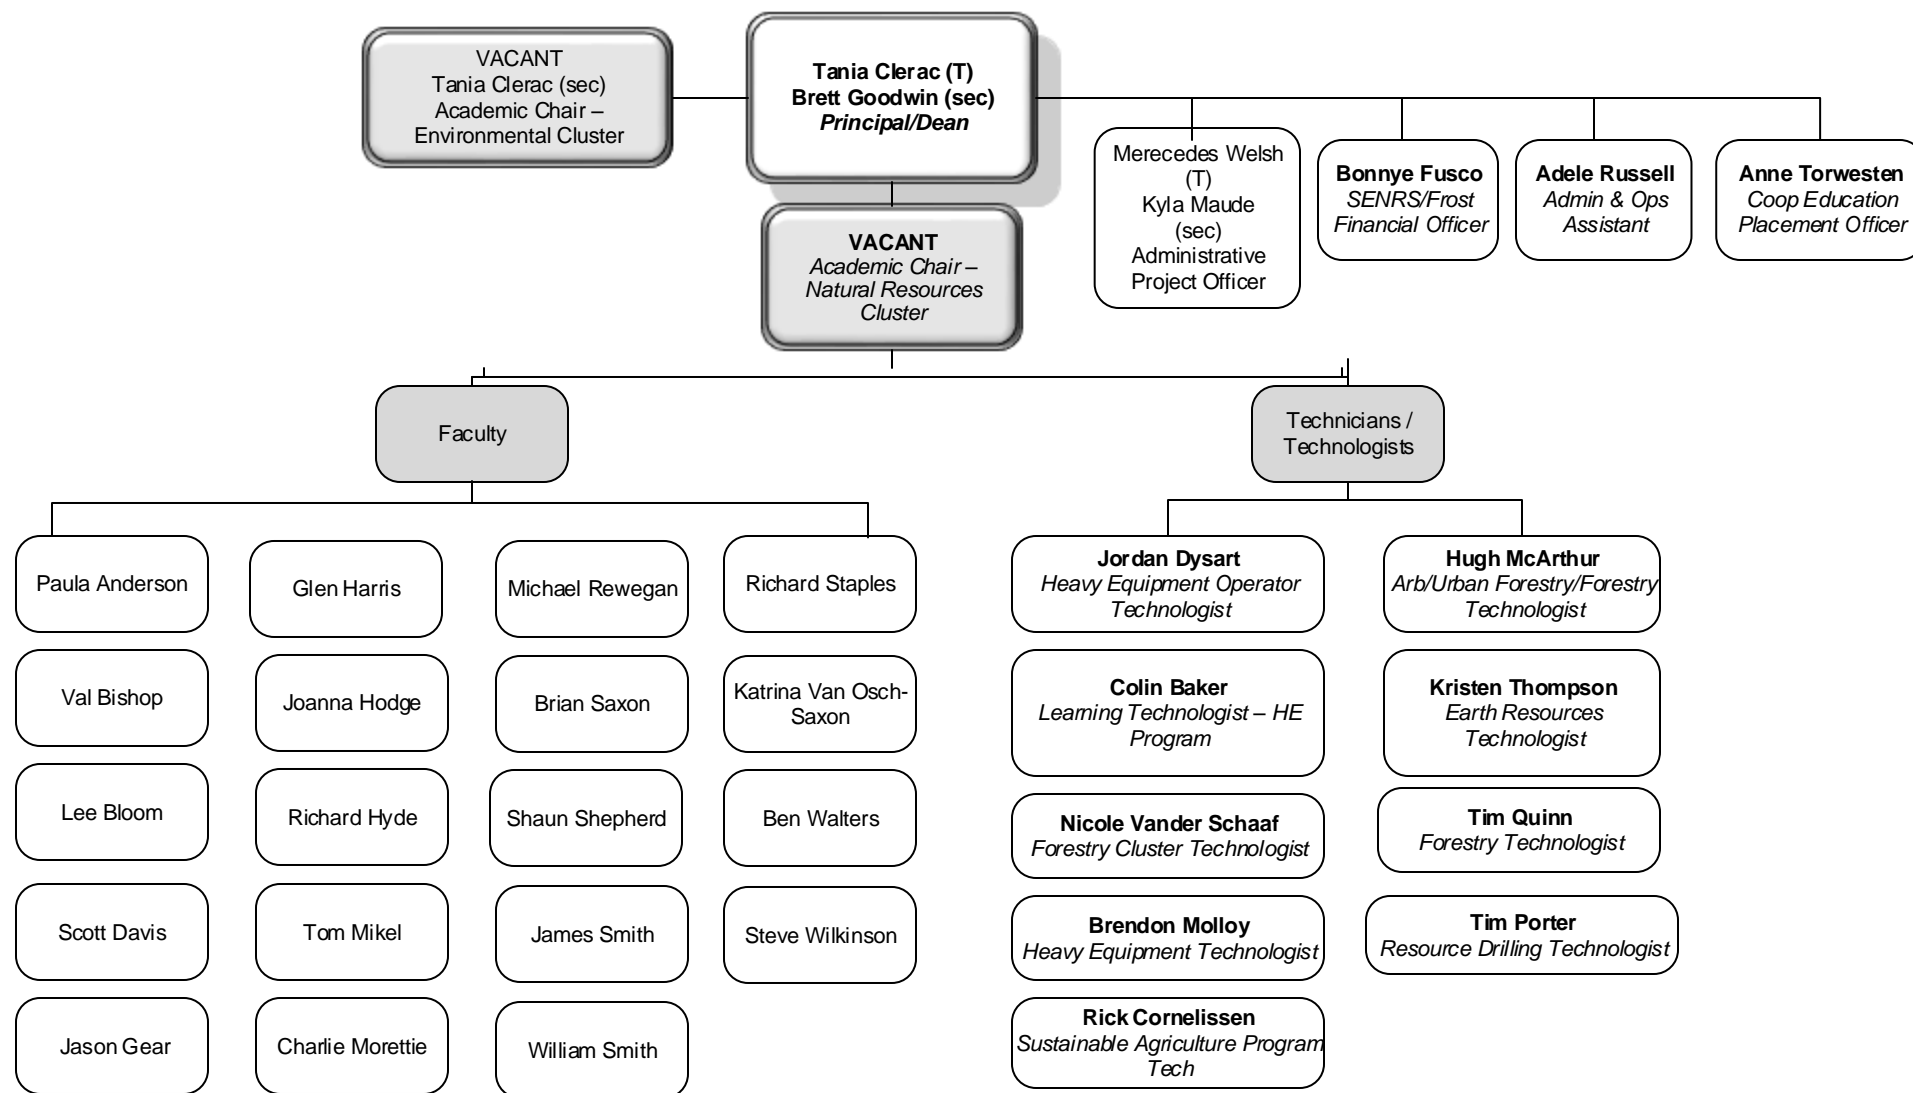 VACANT
Tania Clerac (sec)
Academic Chair –
Environmental Cluster
Tania Clerac (T)
Brett Goodwin (sec)
Principal/Dean
Merecedes Welsh
(T)
Kyla Maude
(sec)
Administrative
Project Officer
Bonnye Fusco
SENRS/Frost
Financial Officer
Adele Russell
Admin & Ops
Assistant
Anne Torwesten
Coop Education
Placement Officer
VACANT
Academic Chair –
Natural Resources
Cluster
Faculty
Technicians /
Technologists
Paula Anderson
Glen Harris
Michael Rewegan
Richard Staples
Val Bishop
Joanna Hodge
Brian Saxon
Katrina Van Osch-
Saxon
Lee Bloom
Richard Hyde
Shaun Shepherd
Ben Walters
Scott Davis
Tom Mikel
James Smith
Steve Wilkinson
Jason Gear
Charlie Morettie
William Smith
Jordan Dysart
Heavy Equipment Operator
Technologist
Hugh McArthur
Arb/Urban Forestry/Forestry
Technologist
Colin Baker
Learning Technologist – HE
Program
Kristen Thompson
Earth Resources
Technologist
Nicole Vander Schaaf
Forestry Cluster Technologist
Tim Quinn
Forestry Technologist
Brendon Molloy
Heavy Equipment Technologist
Tim Porter
Resource Drilling Technologist
Rick Cornelissen
Sustainable Agriculture Program
Tech